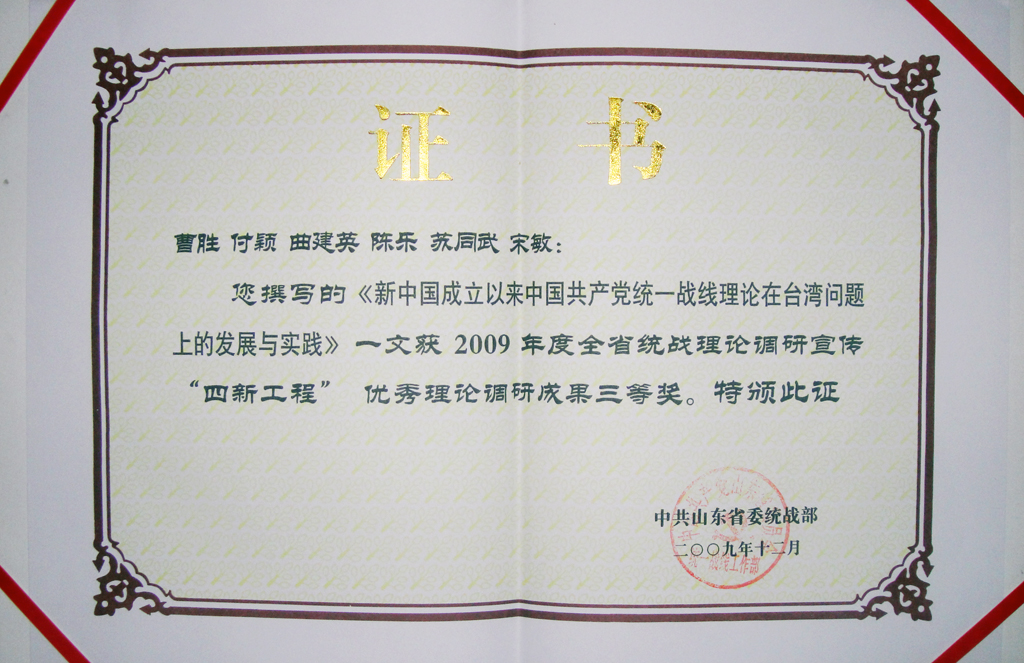 证书
曹胜 付颖 曲建英 陈乐 苏同武 宋敏：
您撰写的《新中国成立以来中国共产党统一战线理论在台湾问题
上的发展与实践》一文获 2009 年度全省统战理论调研宣传
“四新工程” 优秀理论调研成果三等奖。特颁此证
中共山东省委统战部
二〇〇九年十二月